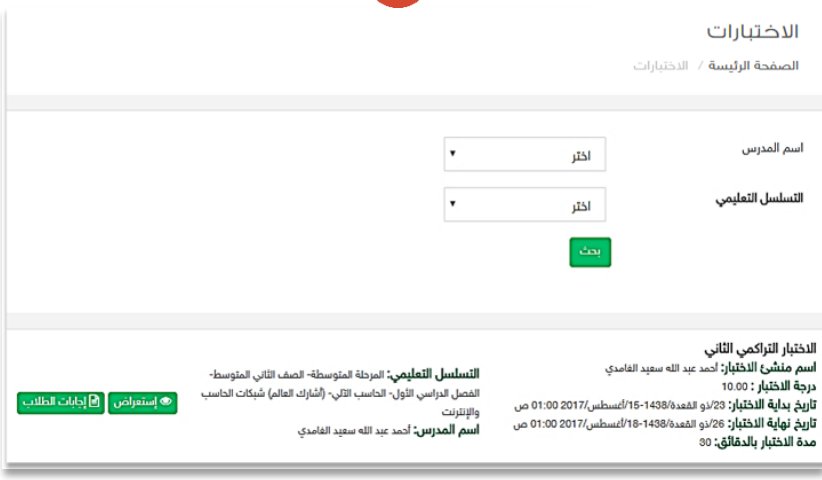 الاختبارات
الصفحة الرئيسة / الاختبارات
اسم المدرس
اختر
التسلسل التعليمي
اختر
بحث
الاختبار التراكمي الثاني
اسم منشئ الاختبار: أحمد عبد الله سعيد الغامدي
درجة الاختبار : 10.00
تاريخ بداية الاختبار: 23/ذو القعدة/1438-15/أغسطس/2017 01:00 ص
تاريخ نهاية الاختبار: 26/ذو القعدة/1438-18/أغسطس/2017 01:00 ص
مدة الاختبار بالدقائق: 30
التسلسل التعليمي: المرحلة المتوسطة- الصف الثاني المتوسط-
الفصل الدراسي الأول- الحاسب الآلي- (أشارك العالم) شبكات الحاسب
والإنترنت
اسم المدرس: أحمد عبد الله سعيد الغامدي
إستعراض
إجابات الطلاب